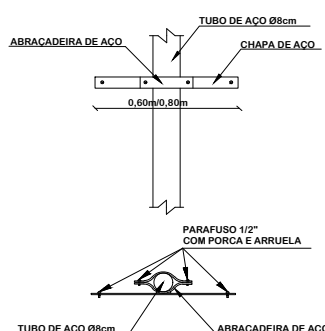 TUBO DE AÇO Ø8cm
ABRAÇADEIRA DE AÇO
CHAPA DE AÇO
0,60m/0,80m
PARAFUSO 1/2"
COM PORCA E ARRUELA
TUBO DE AÇO Ø8cm
ABRAÇADEIRA DE AÇO